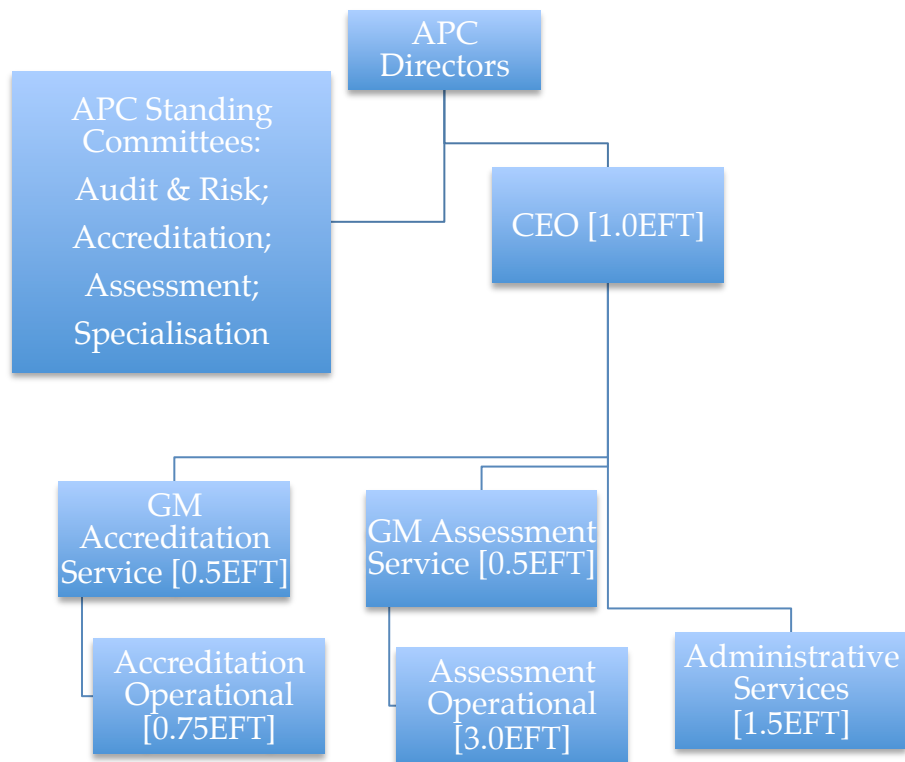 APC
Directors
APC Standing
Committees:
Audit & Risk;
Accreditation;
Assessment;
Specialisation
CEO [1.0EFT]
GM
Accreditation
Service [0.5EFT]
GM Assessment
Service [0.5EFT]
Accreditation
Operational
[0.75EFT]
Assessment
Operational
[3.0EFT]
Administrative
Services
[1.5EFT]